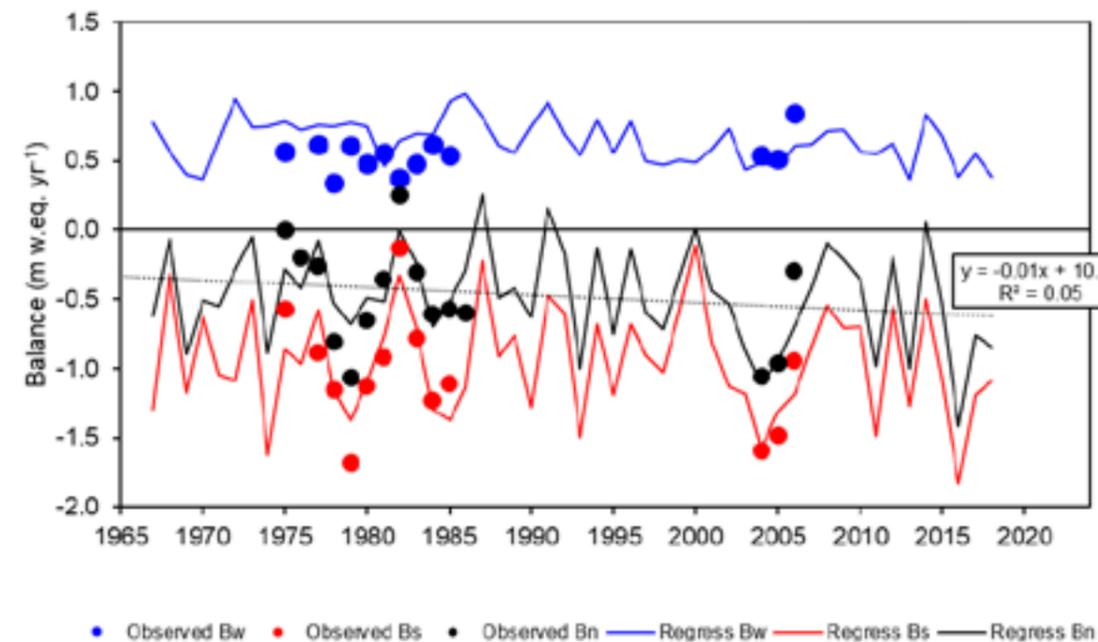 1.5
1.0
0.5
0.0
-0.5
-1.0
-1.5
-2.0
Balance (m w.eq. yr⁻¹)
y = -0.01x + 10.
R² = 0.05
1965 1970 1975 1980 1985 1990 1995 2000 2005 2010 2015 2020
Observed Bw Observed Bs Observed Bn Regress Bw Regress Bs Regress Bn